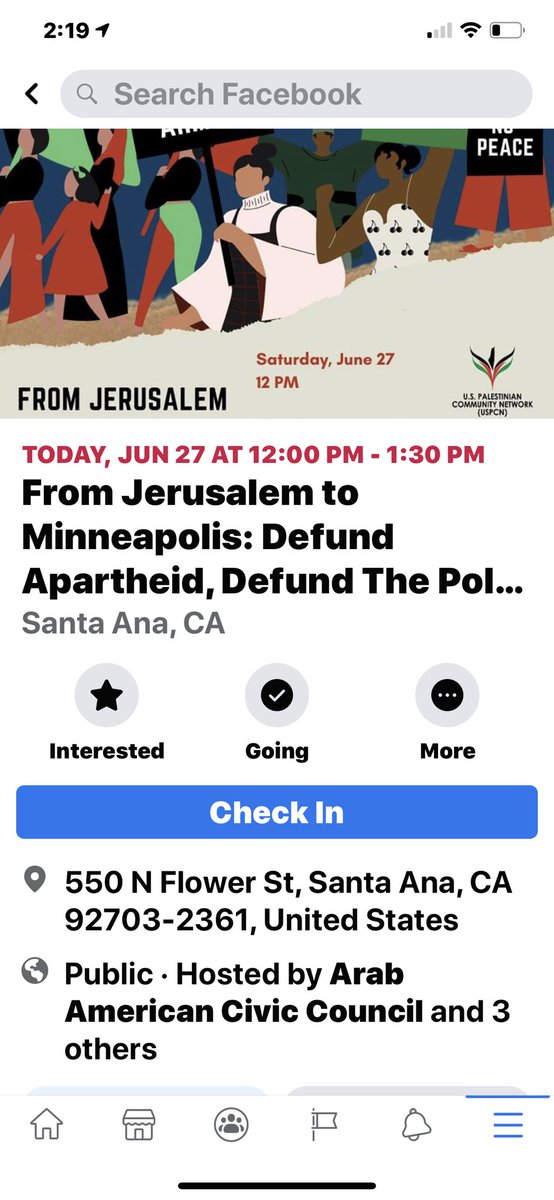 2:19
Search Facebook
PEACE
Saturday, June 27
12 PM
FROM JERUSALEM
U.S. PALESTINIAN
COMMUNITY NETWORK
(USPCN)
TODAY, JUN 27 AT 12:00 PM - 1:30 PM
From Jerusalem to
Minneapolis: Defund
Apartheid, Defund The Pol...
Santa Ana, CA
Interested
Going
More
Check In
550 N Flower St, Santa Ana, CA
92703-2361, United States
Public · Hosted by Arab
American Civic Council and 3
others